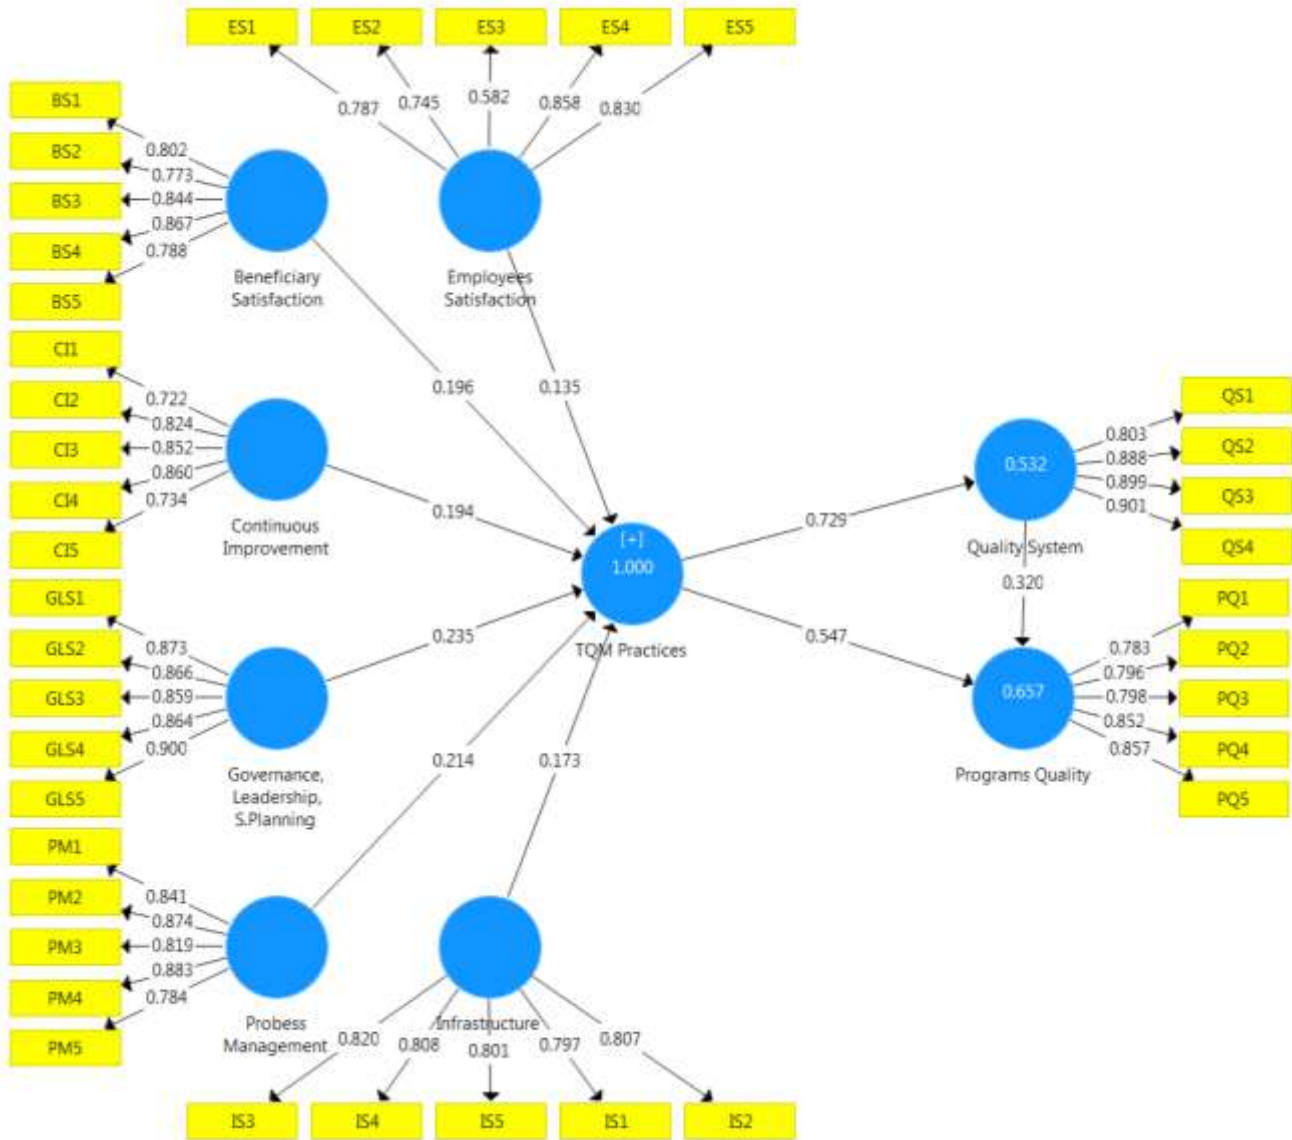 ES1
ES2
ES3
ES4
ES5
0.787
0.745
0.582
0.858
0.830
BS1
BS2
BS3
BS4
BS5
0.802
0.773
0.844
0.867
0.788
Beneficiary
Satisfaction
Employees
Satisfaction
0.196
0.135
CI1
CI2
CI3
CI4
CI5
0.722
0.824
0.852
0.860
0.734
Continuous
Improvement
0.194
[+]
1.000
TQM Practices
0.729
0.547
0.532
Quality System
0.320
QS1
QS2
QS3
QS4
0.803
0.888
0.899
0.901
0.657
Programs Quality
PQ1
PQ2
PQ3
PQ4
PQ5
0.783
0.796
0.798
0.852
0.857
GLS1
GLS2
GLS3
GLS4
GLS5
0.873
0.866
0.859
0.864
0.900
Governance,
Leadership,
S.Planning
0.235
0.214
0.173
PM1
PM2
PM3
PM4
PM5
0.841
0.874
0.819
0.883
0.784
Probess
Management
Infrastructure
0.820
0.808
0.801
0.797
0.807
IS3
IS4
IS5
IS1
IS2